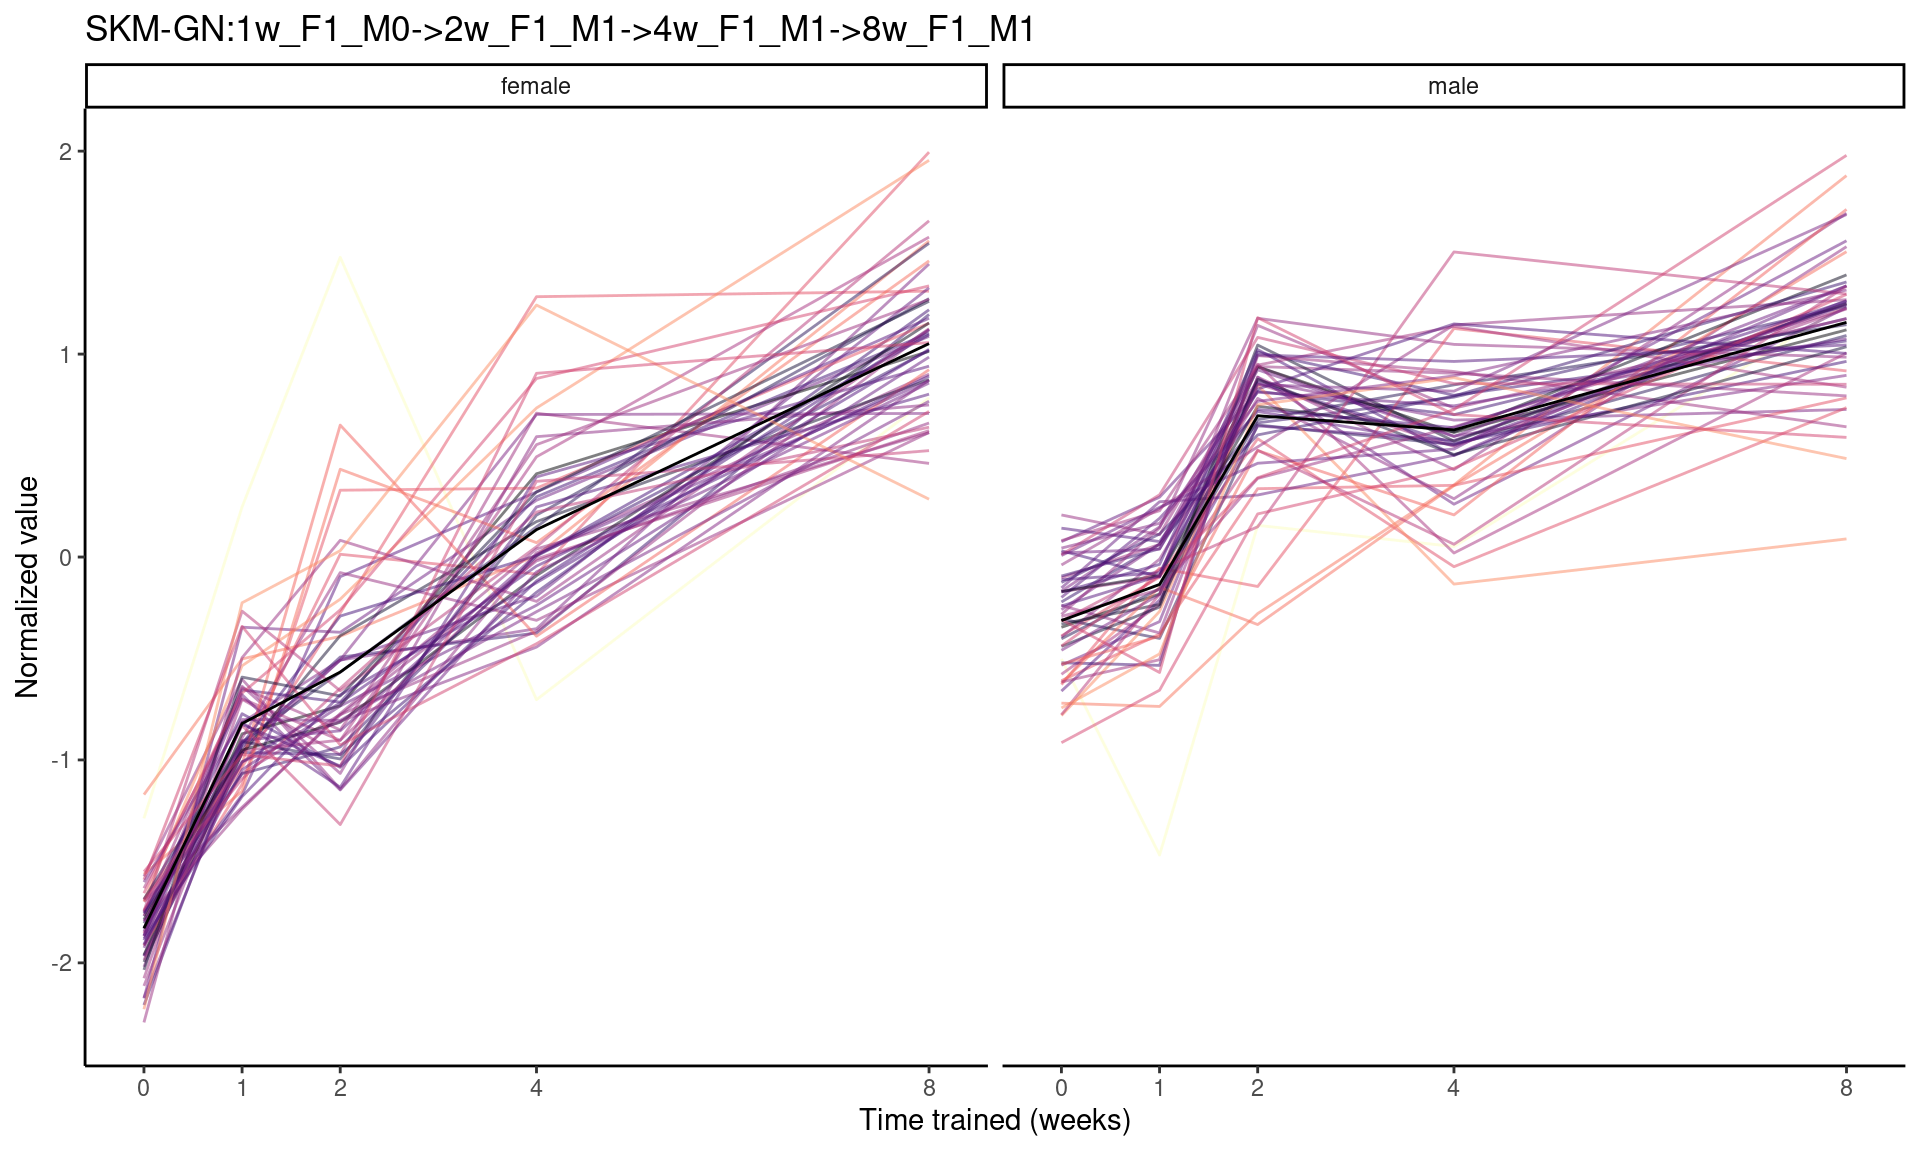 SKM-GN:1w_F1_M0->2w_F1_M1->4w_F1_M1->8w_F1_M1
female
male
Normalized value
2
1
0
-1
-2
0 1 2 4 8
0 1 2 4 8
Time trained (weeks)